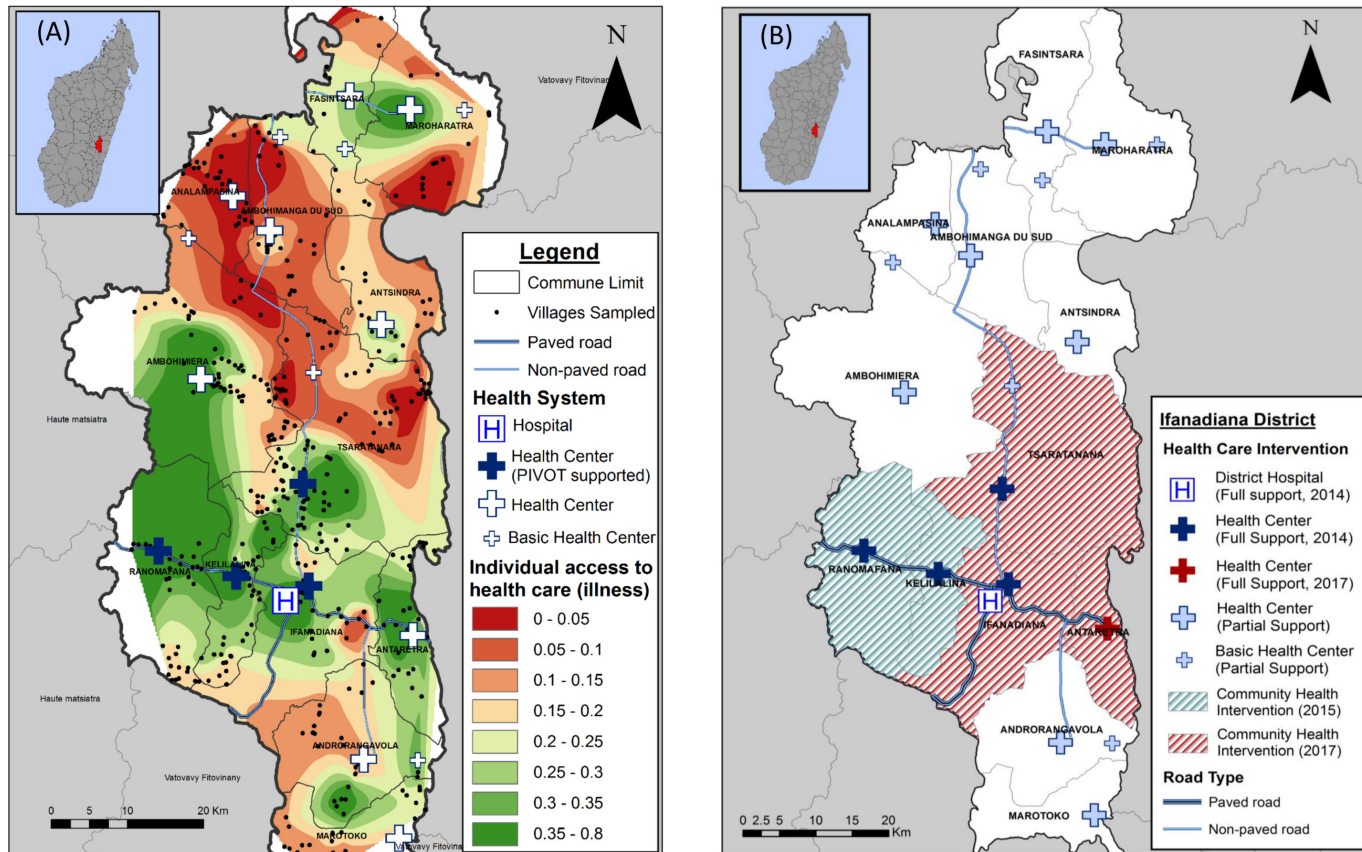 (A)
N
Vatovavy Fitovinany
FASINTSARA
MAROHARATRA
ANALAMPASINA
AMBOHIMANGA DU SUD
ANTSINDRA
AMBOHIMIERA
Haute matsiatra
TSARATANANA
RANOMAFANA
KELILALINA
H
IFANADIANA
ANTARETRA
Haute matsiatra
ANDRORANGAVOLA
Vatovavy Fitovinany
MAROTOKO
0 5 10 20 Km
Legend
Commune Limit
Villages Sampled
Paved road
Non-paved road
Health System
H Hospital
Health Center
(PIVOT supported)
Health Center
Basic Health Center
Individual access to
health care (illness)
0 - 0.05
0.05 - 0.1
0.1 - 0.15
0.15 - 0.2
0.2 - 0.25
0.25 - 0.3
0.3 - 0.35
0.35 - 0.8
Vatovavy Fitovina
(B)
N
FASINTSARA
MAROHARATRA
ANALAMPASINA
AMBOHIMANGA DU SUD
ANTSINDRA
AMBOHIMIERA
TSARATANANA
RANOMAFANA
KELILALINA
H
IFANADIANA
ANTARETRA
ANDRORANGAVOLA
MAROTOKO
0 2.5 5 10 15 20
Km
Ifanadiana District
Health Care Intervention
H District Hospital
(Full support, 2014)
Health Center
(Full Support, 2014)
Health Center
(Full Support, 2017)
Health Center
(Partial Support)
Basic Health Center
(Partial Support)
Community Health
Intervention (2015)
Community Health
Intervention (2017)
Road Type
Paved road
Non-paved road